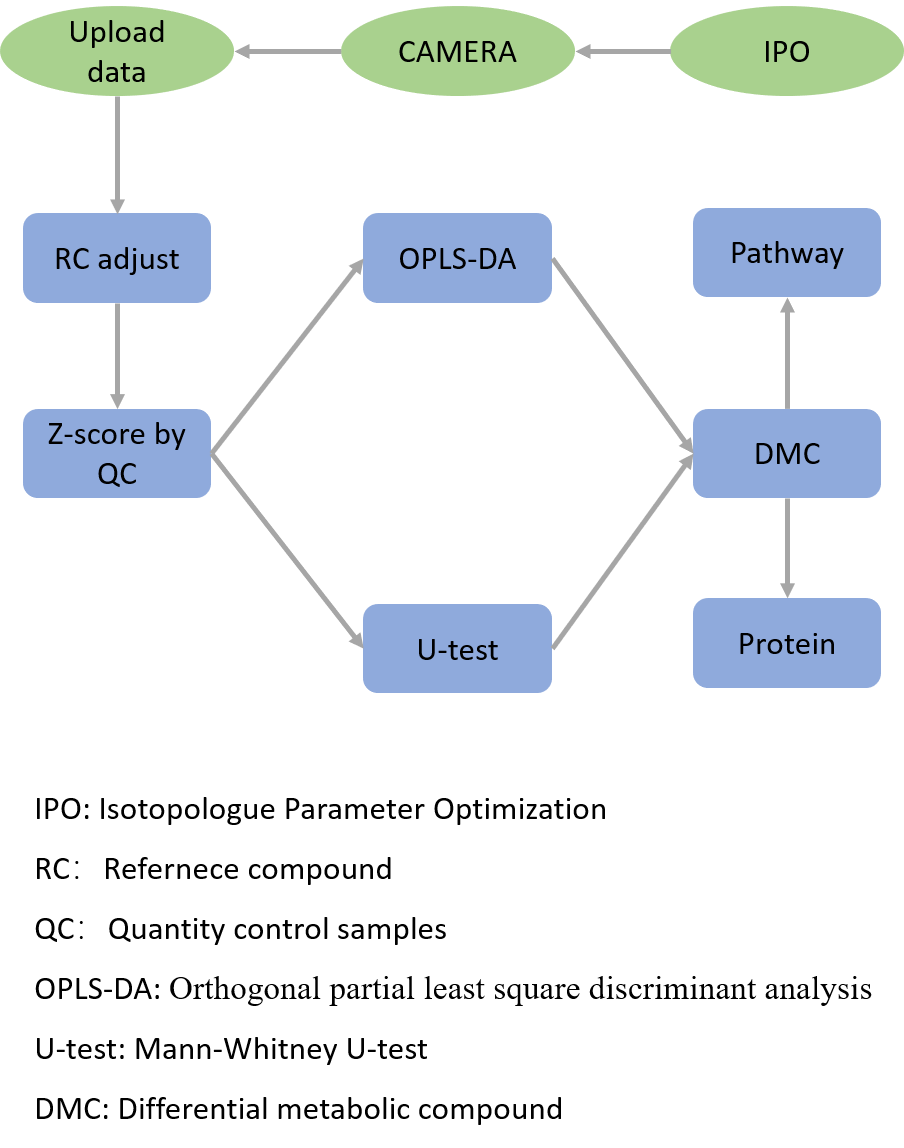 Upload
data
CAMERA
IPO
RC adjust
OPLS-DA
Pathway
Z-score by
QC
DMC
U-test
Protein
IPO: Isotopologue Parameter Optimization
RC： Refernece compound
QC： Quantity control samples
OPLS-DA: Orthogonal partial least square discriminant analysis
U-test: Mann-Whitney U-test
DMC: Differential metabolic compound